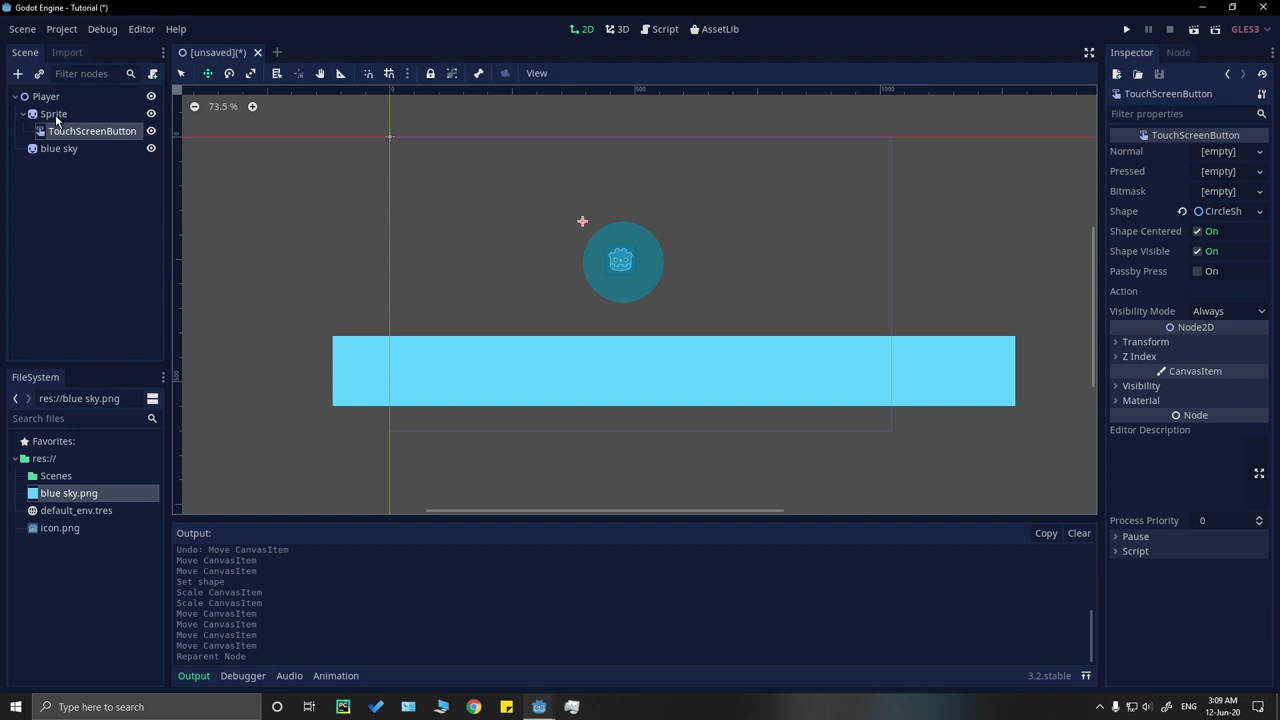 Godot Engine - Tutorial (*)
Scene Project Debug Editor Help
2D 3D Script AssetLib
GLES3
Scene Import
[unsaved](*)
Inspector Node
Filter nodes
View
TouchScreenButton
Player
Sprite
TouchScreenButton
blue sky
73.5 %
0
500
1000
0
500
Filter properties
TouchScreenButton
Normal [empty]
Pressed [empty]
Bitmask [empty]
Shape CircleSh
Shape Centered On
Shape Visible On
Passby Press On
Action
Visibility Mode Always
Node2D
Transform
Z Index
CanvasItem
Visibility
Material
Node
Editor Description
Process Priority 0
Pause
Script
FileSystem
res://blue sky.png
Search files
Favorites:
res://
Scenes
blue sky.png
default_env.tres
icon.png
Output: Copy Clear
Undo: Move CanvasItem
Move CanvasItem
Move CanvasItem
Set shape
Scale CanvasItem
Scale CanvasItem
Move CanvasItem
Move CanvasItem
Move CanvasItem
Move CanvasItem
Reparent Node
Output Debugger Audio Animation 3.2.stable
Type here to search
ENG
3:09 AM
12-Jun-20